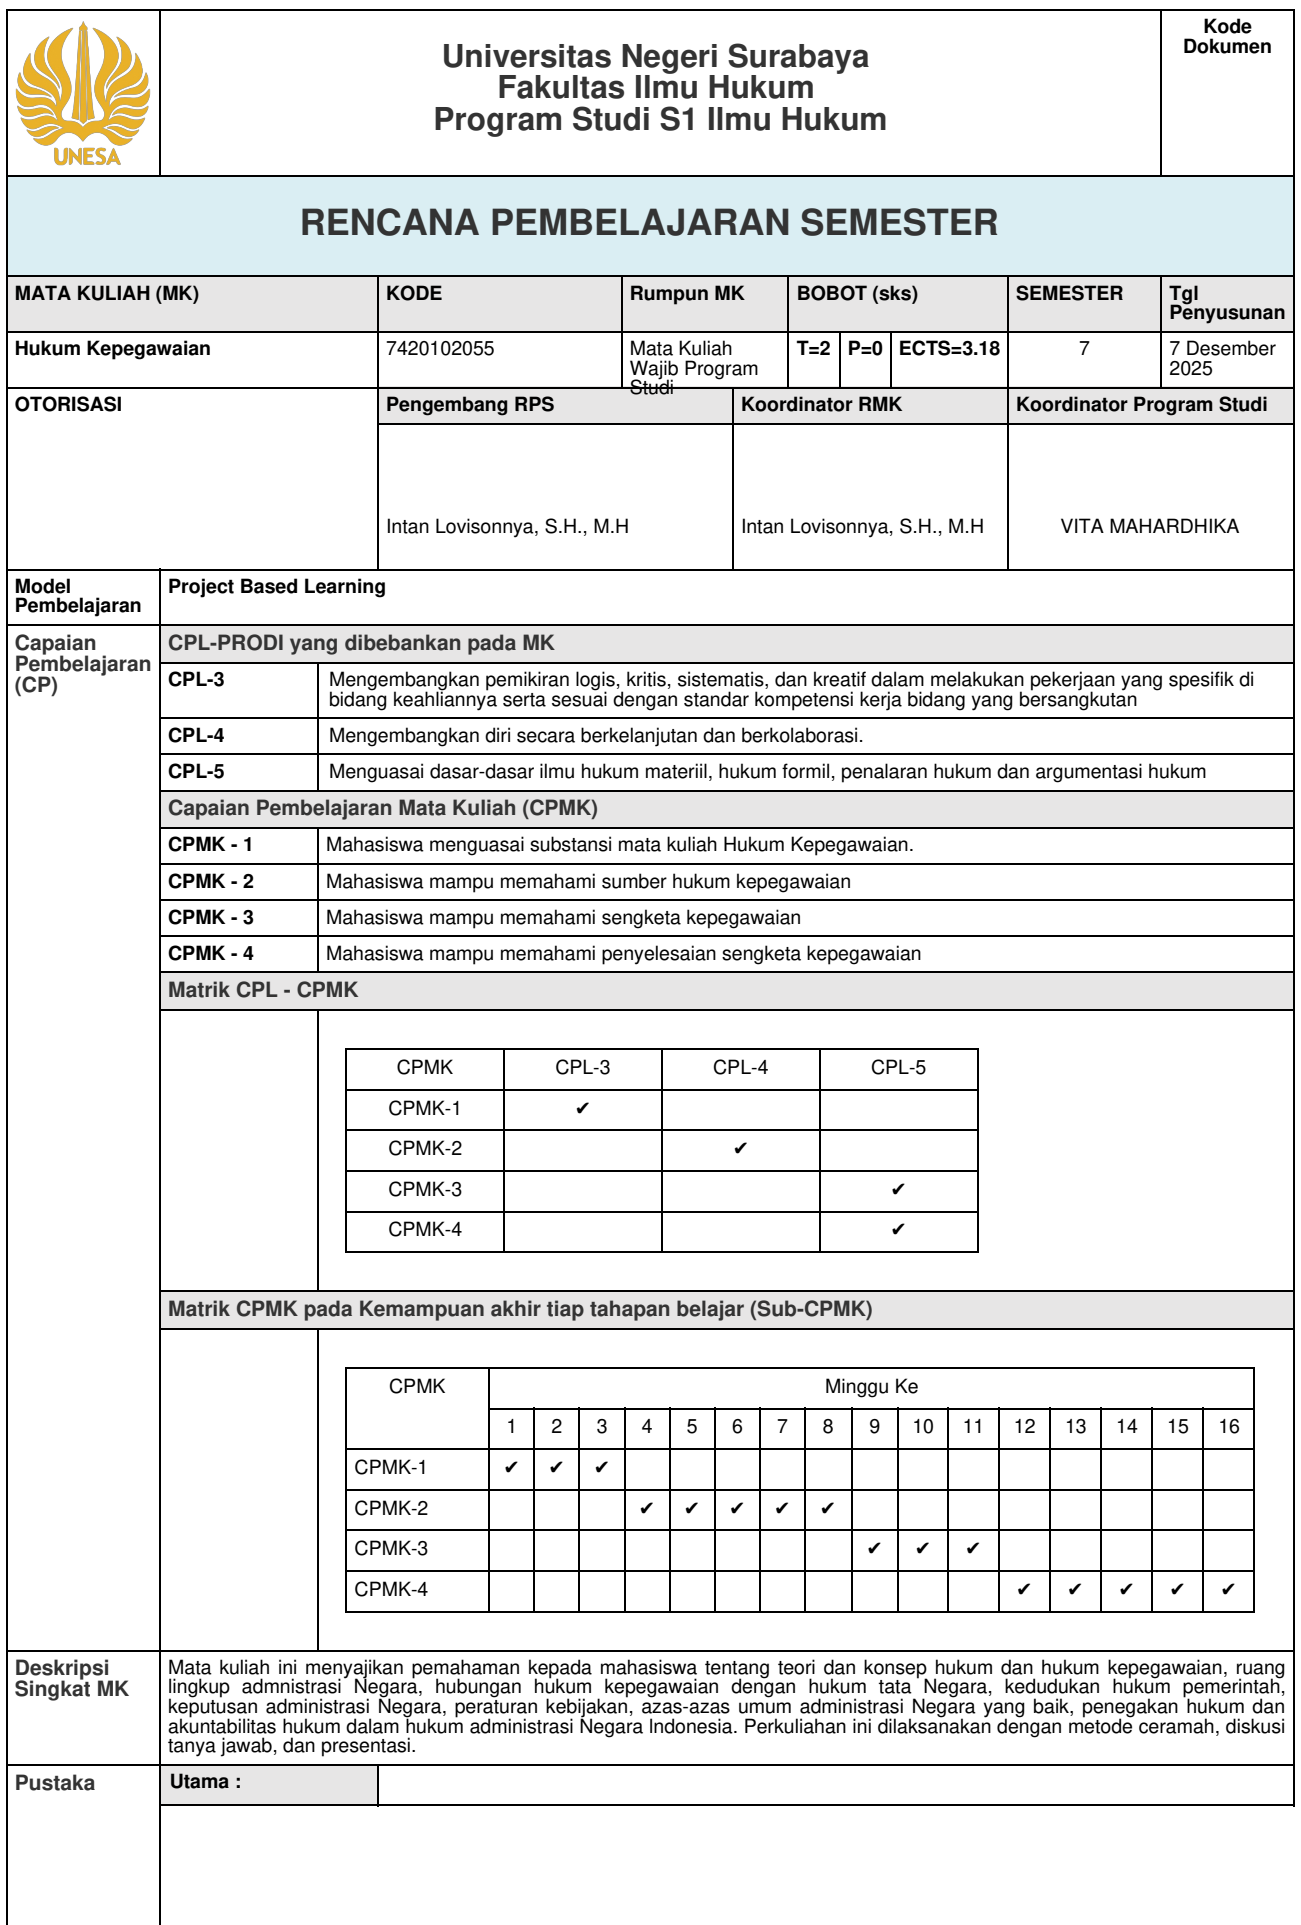 UNESA
Universitas Negeri Surabaya
Fakultas Ilmu Hukum
Program Studi S1 Ilmu Hukum
Kode
Dokumen
RENCANA PEMBELAJARAN SEMESTER
MATA KULIAH (MK) KODE Rumpun MK BOBOT (sks) SEMESTER Tgl
Penyusunan
Hukum Kepegawaian 7420102055 Mata Kuliah T=2 P=0 ECTS=3.18 7 7 Desember
Wajib Program 2025
Studi
OTORISASI Pengembang RPS Koordinator RMK Koordinator Program Studi
Intan Lovisonnya, S.H., M.H Intan Lovisonnya, S.H., M.H VITA MAHARDHIKA
Model
Pembelajaran
Project Based Learning
Capaian
Pembelajaran
(CP)
CPL-PRODI yang dibebankan pada MK
CPL-3 Mengembangkan pemikiran logis, kritis, sistematis, dan kreatif dalam melakukan pekerjaan yang spesifik di
bidang keahliannya serta sesuai dengan standar kompetensi kerja bidang yang bersangkutan
CPL-4 Mengembangkan diri secara berkelanjutan dan berkolaborasi.
CPL-5 Menguasai dasar-dasar ilmu hukum materiil, hukum formil, penalaran hukum dan argumentasi hukum
Capaian Pembelajaran Mata Kuliah (CPMK)
CPMK - 1 Mahasiswa menguasai substansi mata kuliah Hukum Kepegawaian.
CPMK - 2 Mahasiswa mampu memahami sumber hukum kepegawaian
CPMK - 3 Mahasiswa mampu memahami sengketa kepegawaian
CPMK - 4 Mahasiswa mampu memahami penyelesaian sengketa kepegawaian
Matrik CPL - CPMK
CPMK CPL-3 CPL-4 CPL-5
CPMK-1 ✔
CPMK-2 ✔
CPMK-3 ✔
CPMK-4 ✔
Matrik CPMK pada Kemampuan akhir tiap tahapan belajar (Sub-CPMK)
CPMK Minggu Ke
1 2 3 4 5 6 7 8 9 10 11 12 13 14 15 16
CPMK-1 ✔ ✔ ✔
CPMK-2 ✔ ✔ ✔ ✔ ✔
CPMK-3 ✔ ✔ ✔
CPMK-4 ✔ ✔ ✔ ✔ ✔
Deskripsi
Singkat MK
Mata kuliah ini menyajikan pemahaman kepada mahasiswa tentang teori dan konsep hukum dan hukum kepegawaian, ruang
lingkup admnistrasi Negara, hubungan hukum kepegawaian dengan hukum tata Negara, kedudukan hukum pemerintah,
keputusan administrasi Negara, peraturan kebijakan, azas-azas umum administrasi Negara yang baik, penegakan hukum dan
akuntabilitas hukum dalam hukum administrasi Negara Indonesia. Perkuliahan ini dilaksanakan dengan metode ceramah, diskusi
tanya jawab, dan presentasi.
Pustaka Utama :